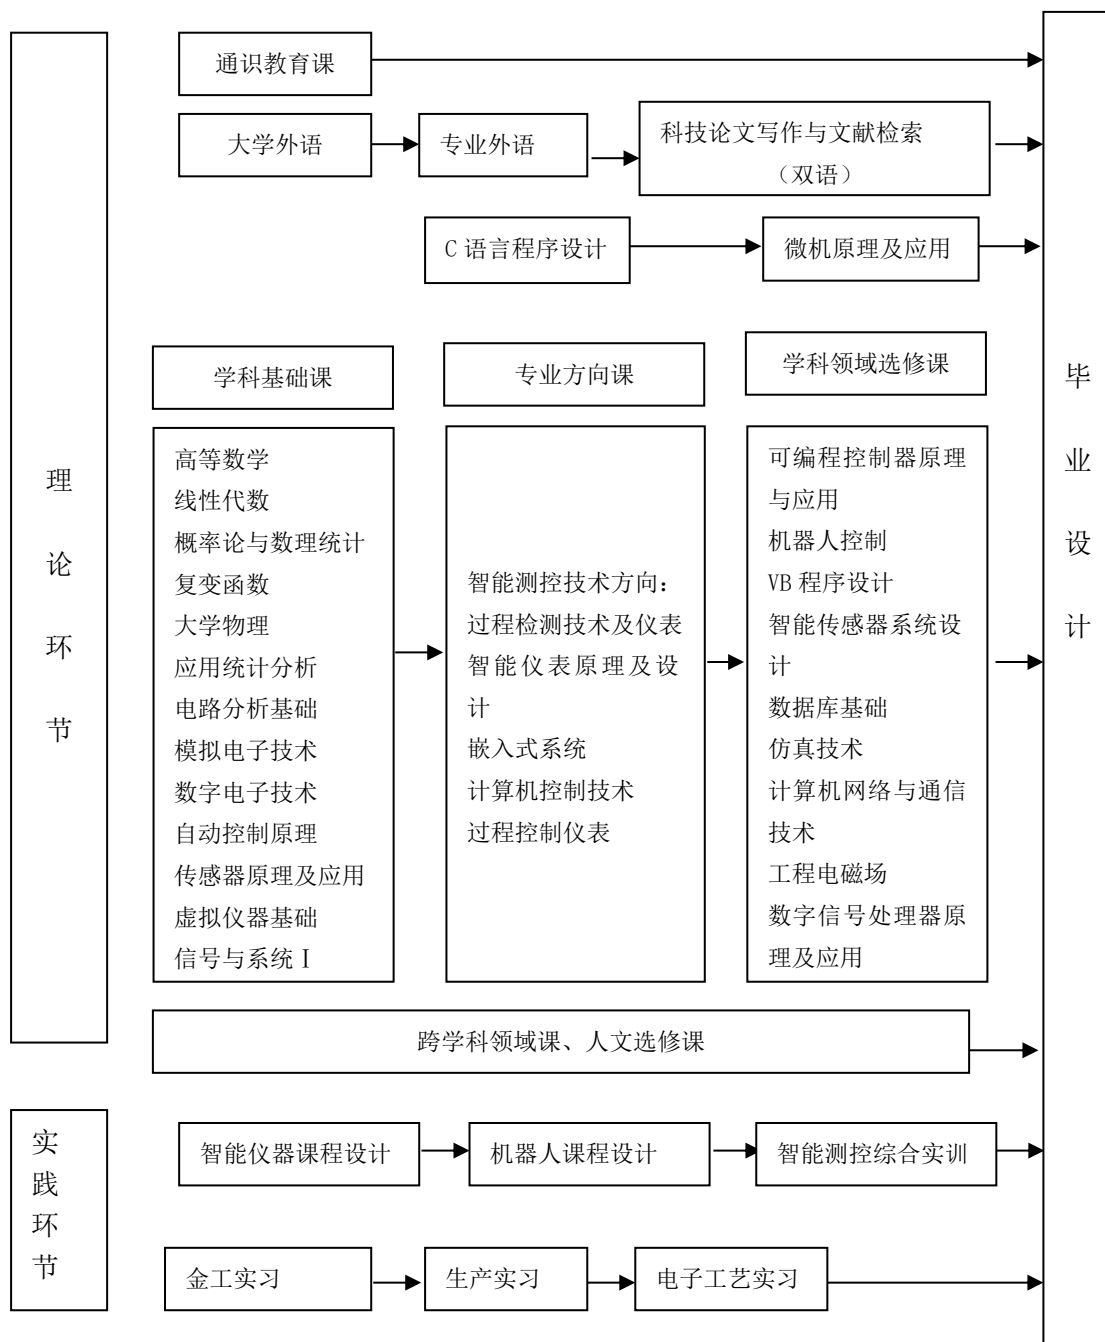 通识教育课
大学外语
专业外语
科技论文写作与文献检索
（双语）
C 语言程序设计
微机原理及应用
理论环节
学科基础课
专业方向课
学科领域选修课
高等数学
线性代数
概率论与数理统计
复变函数
大学物理
应用统计分析
电路分析基础
模拟电子技术
数字电子技术
自动控制原理
传感器原理及应用
虚拟仪器基础
信号与系统Ⅰ
智能测控技术方向：
过程检测技术及仪表
智能仪表原理及设
计
嵌入式系统
计算机控制技术
过程控制仪表
可编程控制器原理
与应用
机器人控制
VB 程序设计
智能传感器系统设
计
数据库基础
仿真技术
计算机网络与通信
技术
工程电磁场
数字信号处理器原
理及应用
跨学科领域课、人文选修课
实践环节
智能仪器课程设计
机器人课程设计
智能测控综合实训
金工实习
生产实习
电子工艺实习
毕业设计